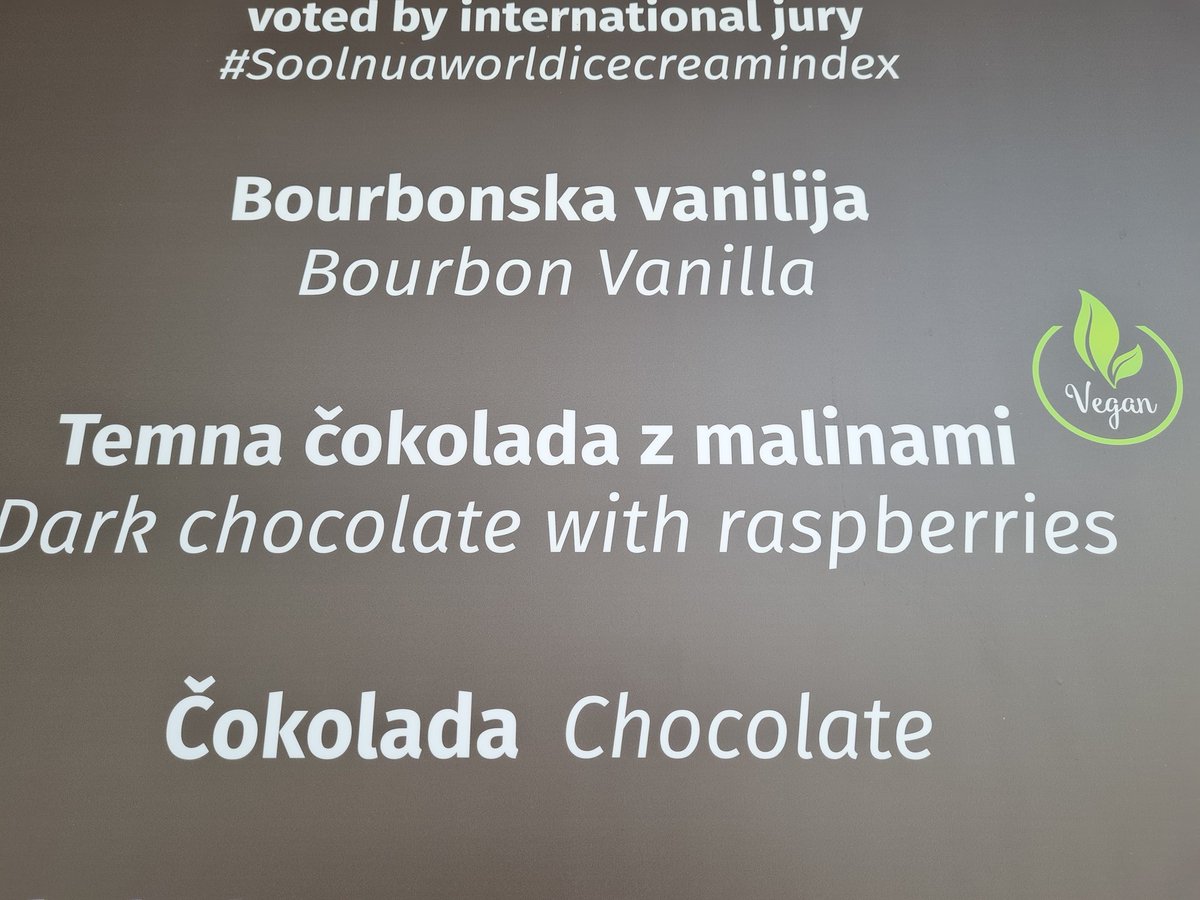 voted by international jury
#Soolnuaworldicecreamindex
Bourbonska vanilija
Bourbon Vanilla
Vegan
Temna čokolada z malinami
Dark chocolate with raspberries
Čokolada Chocolate